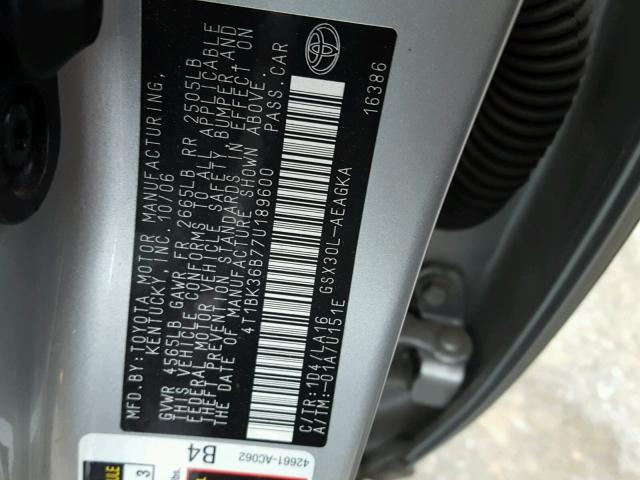 MFD. BY: TOYOTA MOTOR MANUFACTURING,
KENTUCKY, INC. 10/06
GVWR 4565LB GAWR FR 2605LB RR 2505LB
THIS VEHICLE CONFORMS TO ALL APPLICABLE
FEDERAL MOTOR VEHICLE SAFETY, BUMPER AND
THEFT PREVENTION STANDARDS IN EFFECT ON
THE DATE OF MANUFACTURE SHOWN ABOVE.
4T1BK36B77U189600 PASS. CAR
C/TR: 1D4/LA16 GSX30L-AEAGKA
A/TM:-01A/U0151E
16386
42661-AC062
B4
3